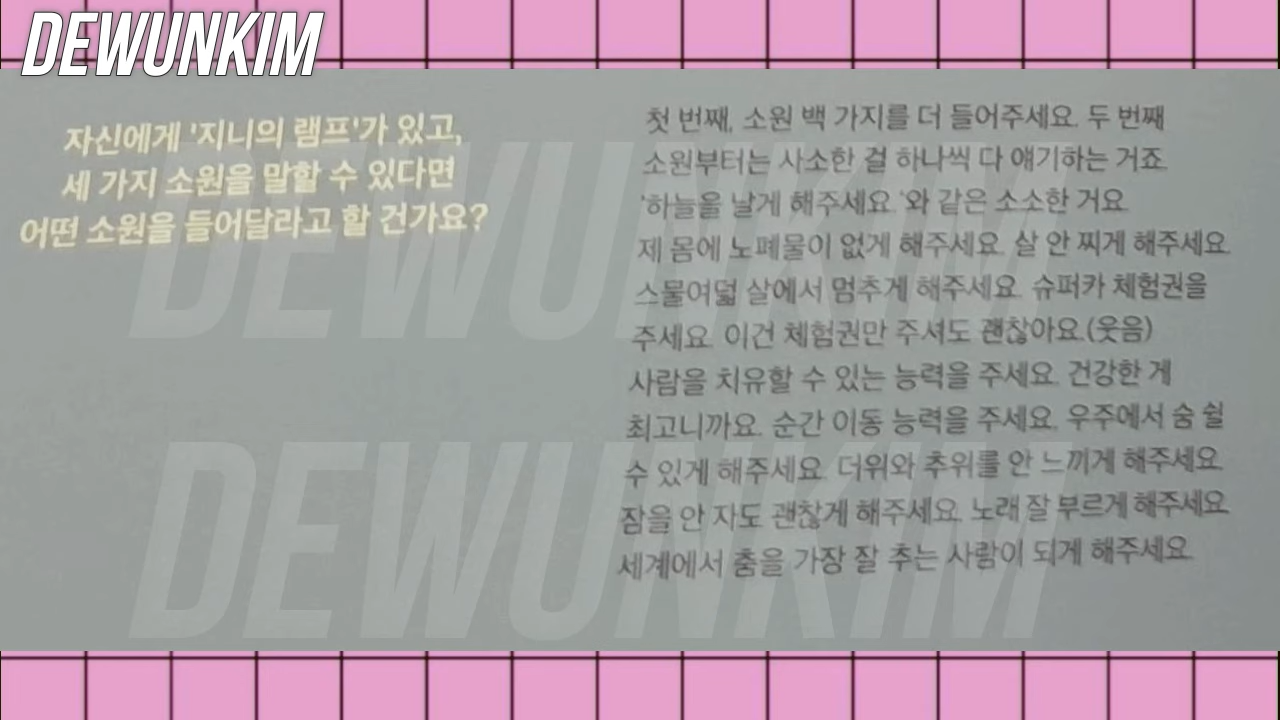 DEWUNKIM
자신에게 '지니의 램프'가 있고,
세 가지 소원을 말할 수 있다면
어떤 소원을 들어달라고 할 건가요?
첫 번째, 소원 백 가지를 더 들어주세요. 두 번째
소원부터는 사소한 걸 하나씩 다 얘기하는 거죠.
'하늘을 날게 해주세요.'와 같은 소소한 거요.
제 몸에 노폐물이 없게 해주세요. 살 안 찌게 해주세요.
스물여덟 살에서 멈추게 해주세요. 슈퍼카 체험권을
주세요. 이건 체험권만 주셔도 괜찮아요.(웃음)
사람을 치유할 수 있는 능력을 주세요. 건강한 게
최고니까요. 순간 이동 능력을 주세요. 우주에서 숨 쉴
수 있게 해주세요. 더위와 추위를 안 느끼게 해주세요.
잠을 안 자도 괜찮게 해주세요. 노래 잘 부르게 해주세요.
세계에서 춤을 가장 잘 추는 사람이 되게 해주세요.
DEWUNKIM
DEWUNKIM